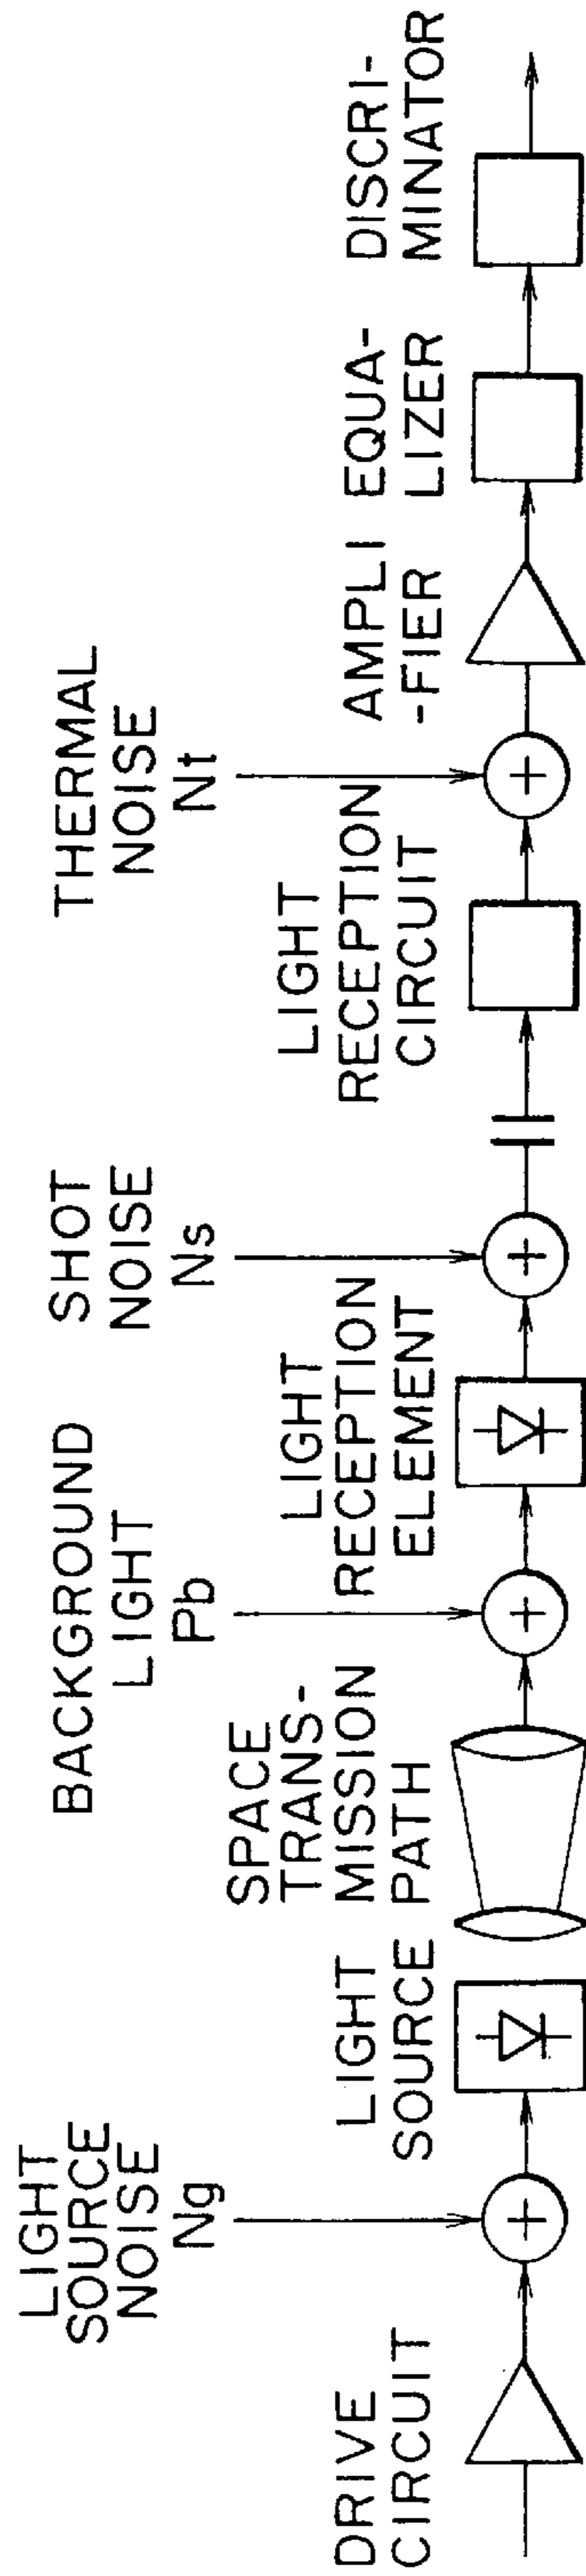 LIGHT
SOURCE
NOISE
Ng
BACKGROUND
LIGHT
Pb
SHOT
NOISE
Ns
THERMAL
NOISE
Nt
DRIVE
CIRCUIT
LIGHT
SOURCE
SPACE
TRANS-
MISSION
PATH
LIGHT
RECEPTION
ELEMENT
LIGHT
RECEPTION
CIRCUIT
AMPLI
-FIER
EQUA-
LIZER
DISCRI-
MINATOR